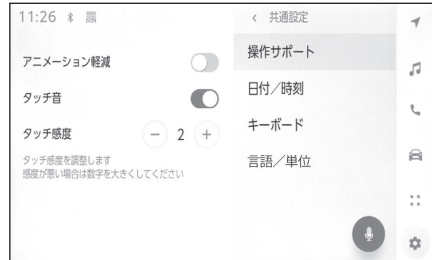 11:26
アニメーション軽減
タッチ音
タッチ感度
2
タッチ感度を調整します
感度が悪い場合は数字を大きくしてください
共通設定
操作サポート
日付／時刻
キーボード
言語／単位